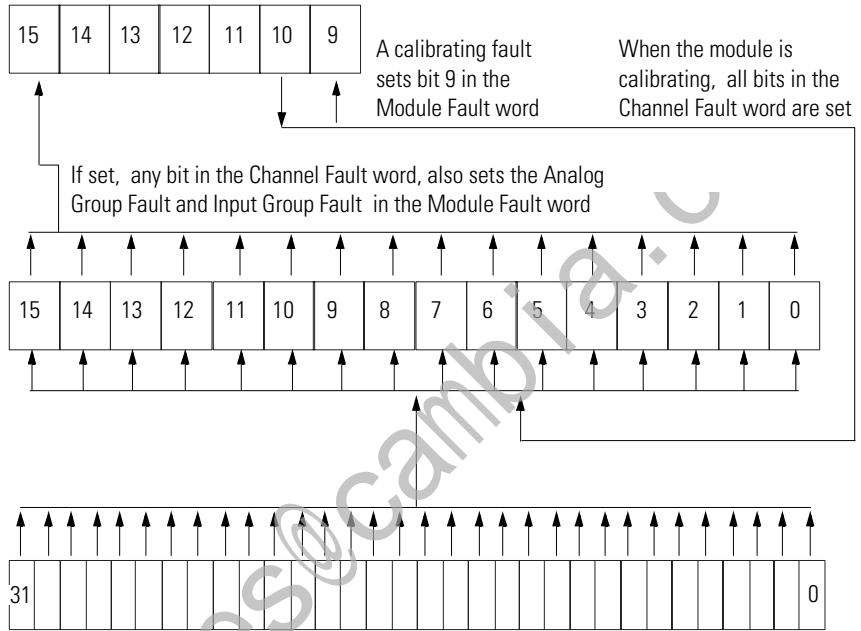 15 14 13 12 11 10 9
A calibrating fault
sets bit 9 in the
Module Fault word
When the module is
calibrating, all bits in the
Channel Fault word are set
If set, any bit in the Channel Fault word, also sets the Analog
Group Fault and Input Group Fault in the Module Fault word
15 14 13 12 11 10 9 8 7 6 5 4 3 2 1 0
31 0
es@cambia.c